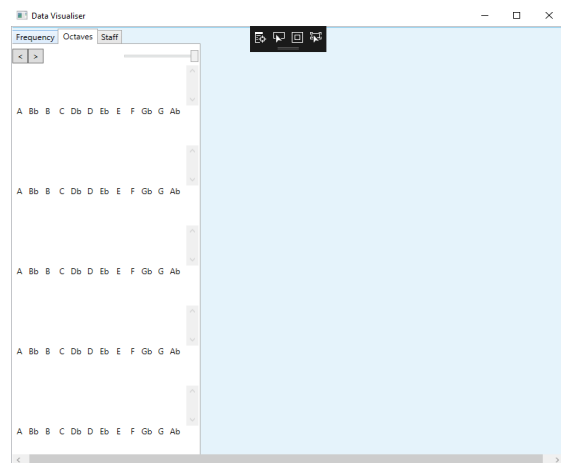 Data Visualiser
Frequency Octaves Staff
< >
A Bb B C Db D Eb E F Gb G Ab
A Bb B C Db D Eb E F Gb G Ab
A Bb B C Db D Eb E F Gb G Ab
A Bb B C Db D Eb E F Gb G Ab
A Bb B C Db D Eb E F Gb G Ab